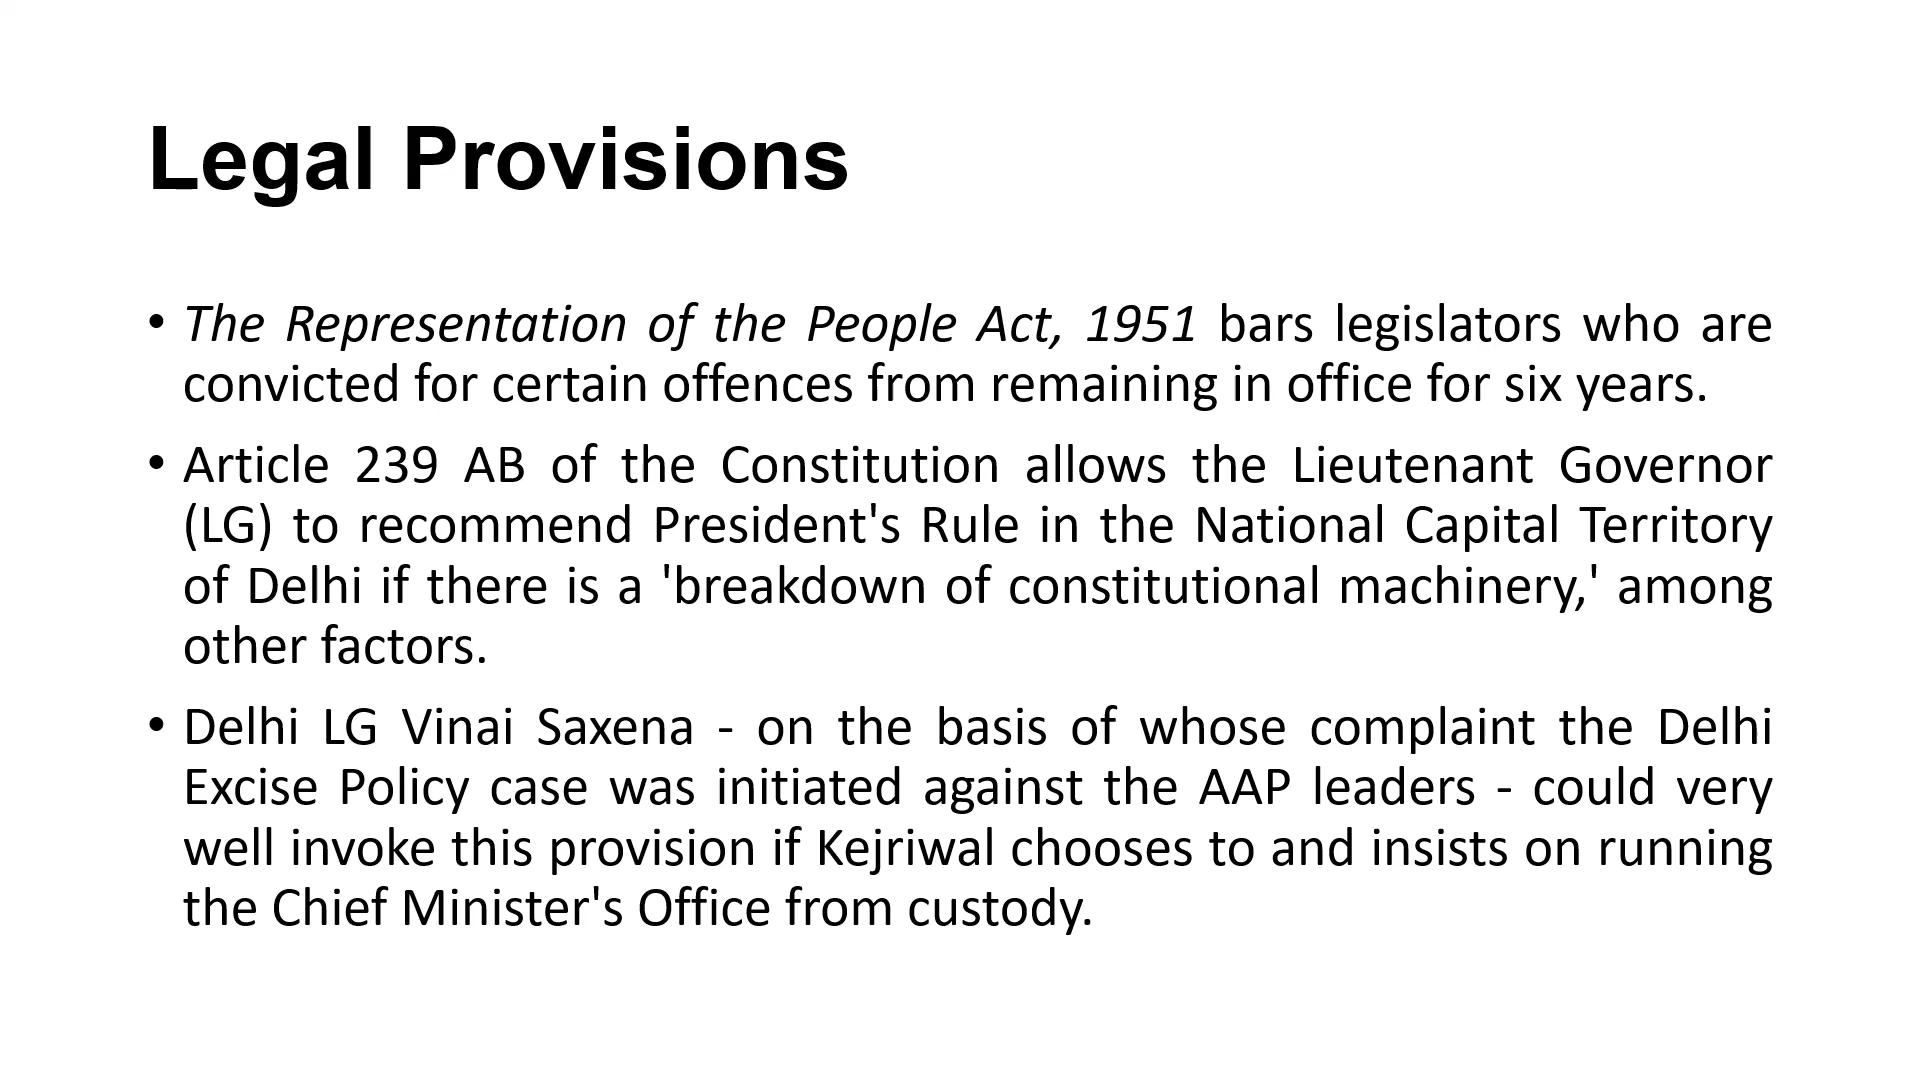 Legal Provisions
• The Representation of the People Act, 1951 bars legislators who are
convicted for certain offences from remaining in office for six years.
• Article 239 AB of the Constitution allows the Lieutenant Governor
(LG) to recommend President's Rule in the National Capital Territory
of Delhi if there is a 'breakdown of constitutional machinery,' among
other factors.
• Delhi LG Vinai Saxena - on the basis of whose complaint the Delhi
Excise Policy case was initiated against the AAP leaders - could very
well invoke this provision if Kejriwal chooses to and insists on running
the Chief Minister's Office from custody.